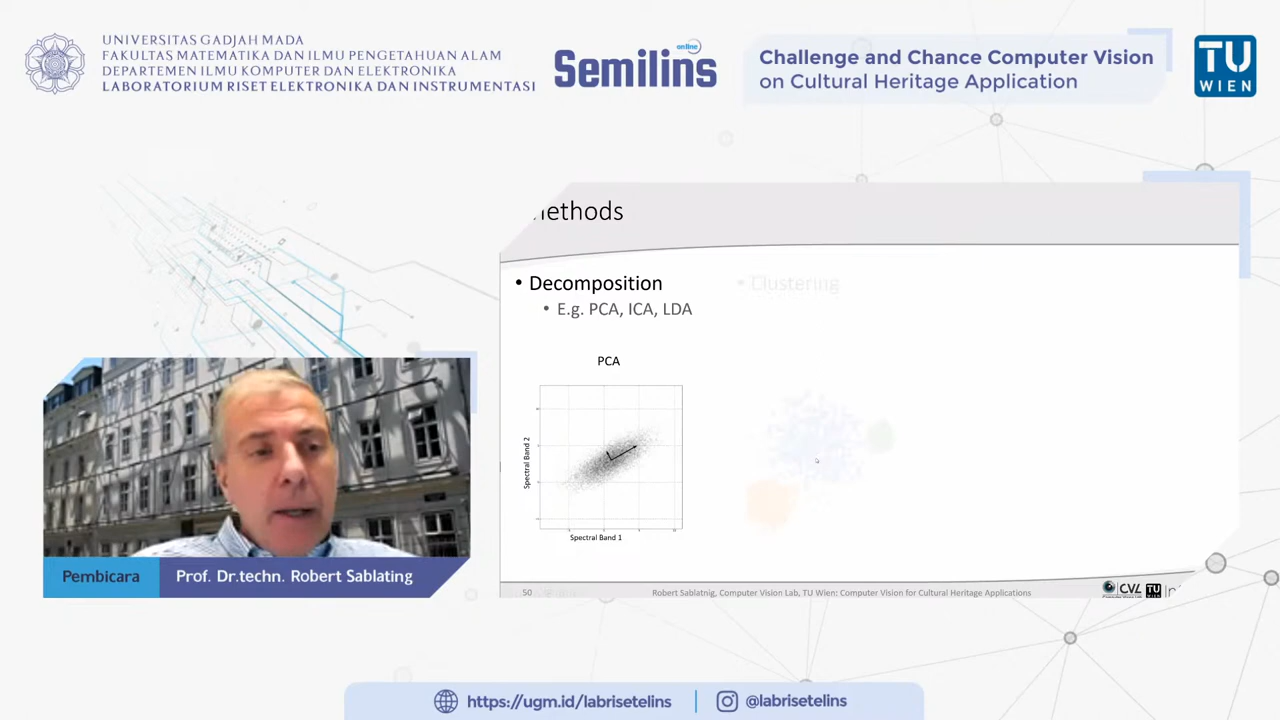 UNIVERSITAS GADJAH MADA
FAKULTAS MATEMATIKA DAN ILMU PENGETAHUAN ALAM
DEPARTEMEN ILMU KOMPUTER DAN ELEKTRONIKA
LABORATORIUM RISET ELEKTRONIKA DAN INSTRUMENTASI
online
Semilins
Challenge and Chance Computer Vision
on Cultural Heritage Application
TU
WIEN
ethods
• Decomposition
• E.g. PCA, ICA, LDA
• Clustering
PCA
Spectral Band 2
Spectral Band 1
50
Robert Sablatnig, Computer Vision Lab, TU Wien: Computer Vision for Cultural Heritage Applications
CVL
TU
Pembicara
Prof. Dr.techn. Robert Sablating
https://ugm.id/labrisetelins
@labrisetelins